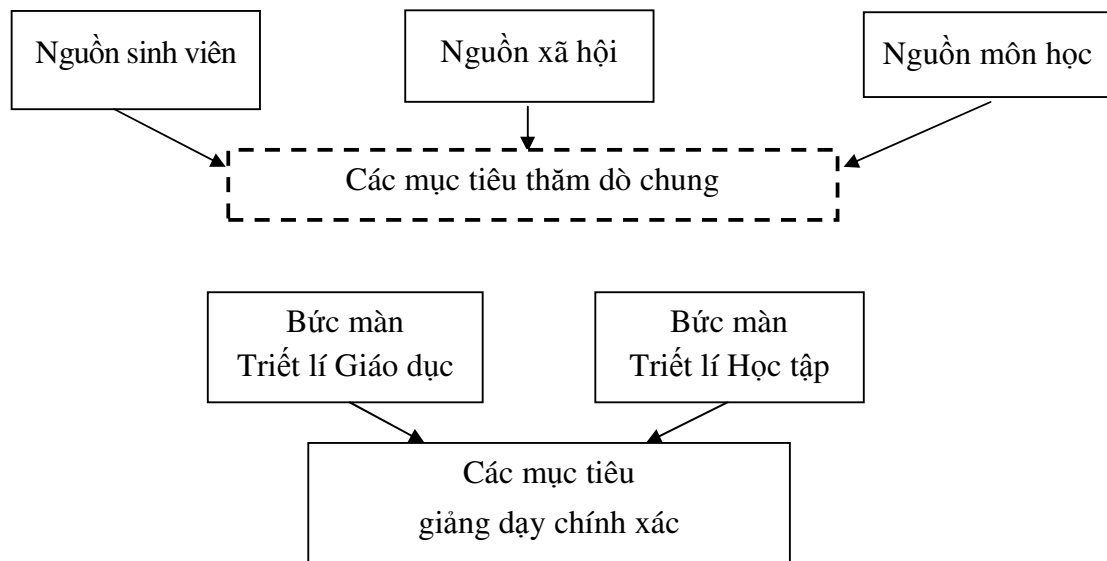 Nguồn sinh viên
Nguồn xã hội
Nguồn môn học
Các mục tiêu thăm dò chung
Bức màn
Triết lí Giáo dục
Bức màn
Triết lí Học tập
Các mục tiêu
giảng dạy chính xác